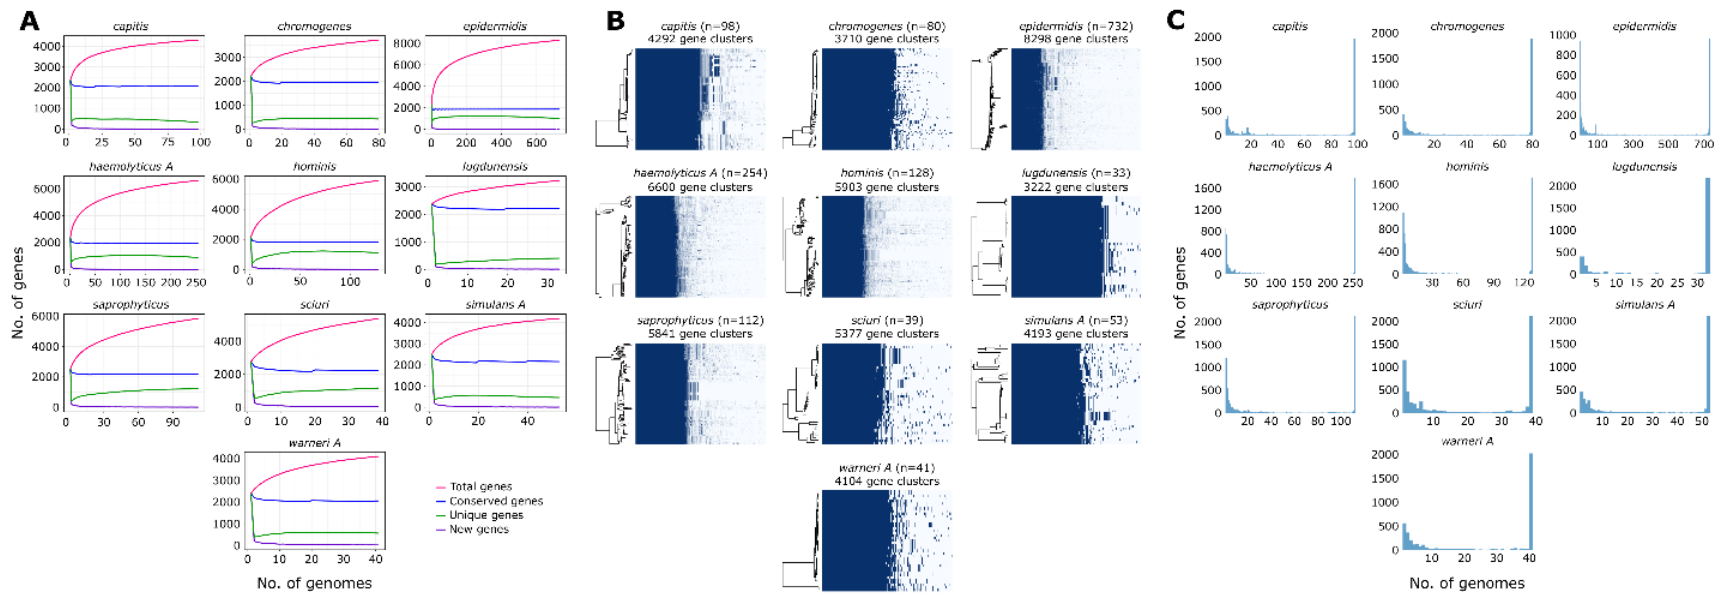 A
capitis
chromogenes
epidermidis
4000
3000
2000
1000
0
0 25 50 75 100
3000
2000
1000
0
0 20 40 60 80
8000
6000
4000
2000
0
0 200 400 600
haemolyticus A
hominis
lugdunensis
6000
4000
2000
0
0 50 100 150 200 250
4000
2000
0
0 50 100
3000
2000
1000
0
0 10 20 30
saprophyticus
sciuri
simulans A
6000
4000
2000
0
0 30 60 90
5000
4000
3000
2000
1000
0
0 10 20 30 40
4000
3000
2000
1000
0
0 20 40
warneri A
4000
3000
2000
1000
0
0 10 20 30 40
No. of genes
No. of genomes
Total genes
Conserved genes
Unique genes
New genes
B
capitis (n=98)
4292 gene clusters
chromogenes (n=80)
3710 gene clusters
epidermidis (n=732)
8298 gene clusters
haemolyticus A (n=254)
6600 gene clusters
hominis (n=128)
5903 gene clusters
lugdunensis (n=33)
3222 gene clusters
saprophyticus (n=112)
5841 gene clusters
sciuri (n=39)
5377 gene clusters
simulans A (n=53)
4193 gene clusters
warneri A (n=41)
4104 gene clusters
C
capitis
chromogenes
epidermidis
2000
1500
1000
500
0
20 40 60 80 100
2000
1500
1000
500
0
20 40 60 80
1000
800
600
400
200
0
100 300 500 700
haemolyticus A
hominis
lugdunensis
1600
1200
800
400
0
50 100 150 200 250
1600
1200
800
400
0
30 60 90 120
2000
1500
1000
500
0
5 10 15 20 25 30
saprophyticus
sciuri
simulans A
2000
1500
1000
500
0
20 40 60 80 100
2000
1500
1000
500
0
10 20 30 40
2000
1500
1000
500
0
10 20 30 40 50
warneri A
2000
1500
1000
500
0
10 20 30 40
No. of genes
No. of genomes